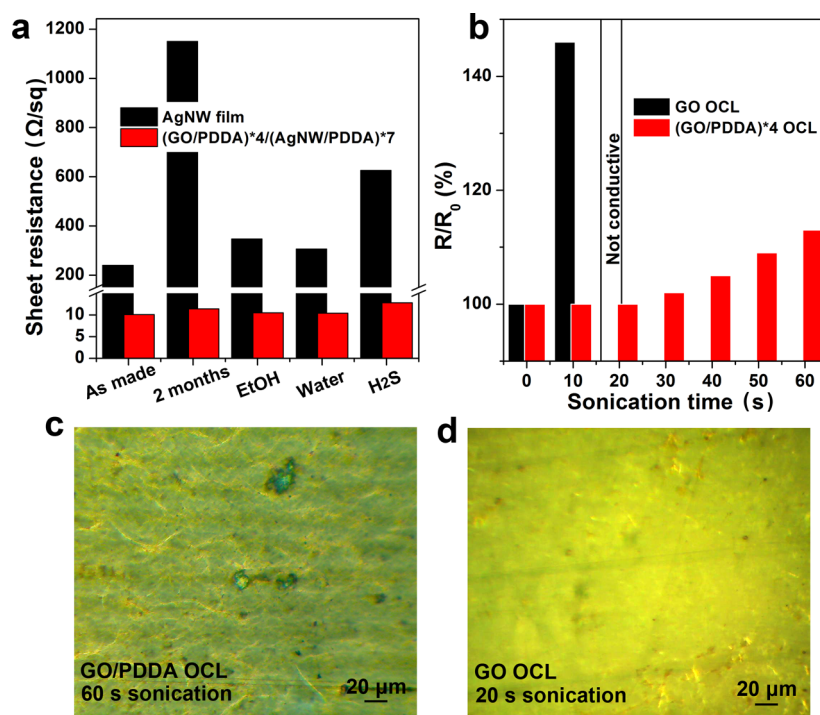 a
Sheet resistance (Ω/sq)
1200
1000
800
600
400
200
10
5
0
AgNW film
(GO/PDDA)*4/(AgNW/PDDA)*7
As made
2 months
EtOH
Water
H2S
b
R/R0 (%)
140
120
100
Not conductive
GO OCL
(GO/PDDA)*4 OCL
0 10 20 30 40 50 60
Sonication time (s)
c
GO/PDDA OCL
60 s sonication
20 μm
d
GO OCL
20 s sonication
20 μm